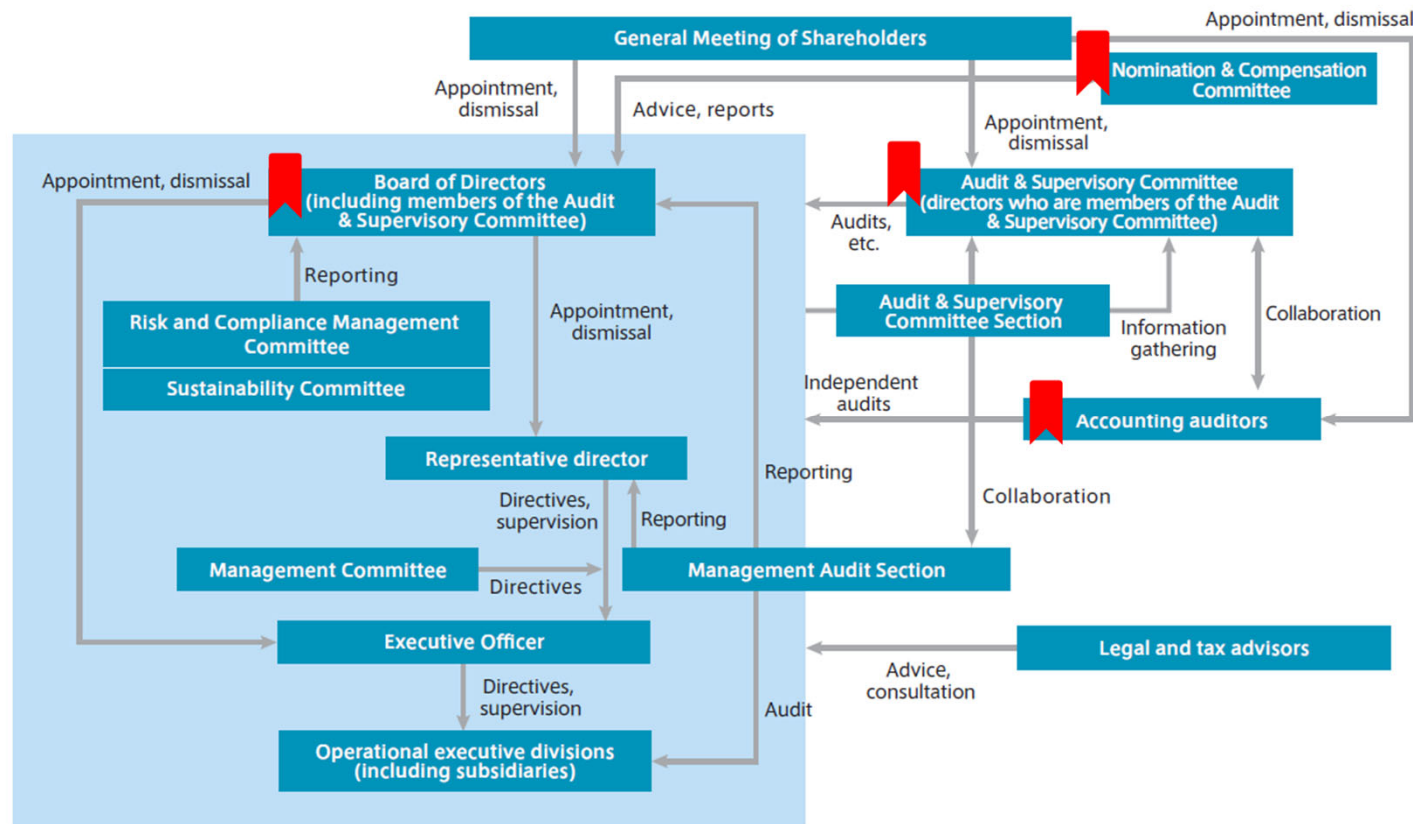 Appointment, dismissal
General Meeting of Shareholders
Nomination & Compensation
Committee
Appointment,
dismissal
Advice, reports
Appointment,
dismissal
Appointment, dismissal
Board of Directors
(including members of the Audit
& Supervisory Committee)
Audit & Supervisory Committee
(directors who are members of the Audit
& Supervisory Committee)
Audits,
etc.
Reporting
Risk and Compliance Management
Committee
Sustainability Committee
Appointment,
dismissal
Audit & Supervisory
Committee Section
Information
gathering
Collaboration
Independent
audits
Accounting auditors
Representative director
Reporting
Directives,
supervision
Reporting
Collaboration
Management Committee
Directives
Management Audit Section
Executive Officer
Legal and tax advisors
Advice,
consultation
Directives,
supervision
Audit
Operational executive divisions
(including subsidiaries)